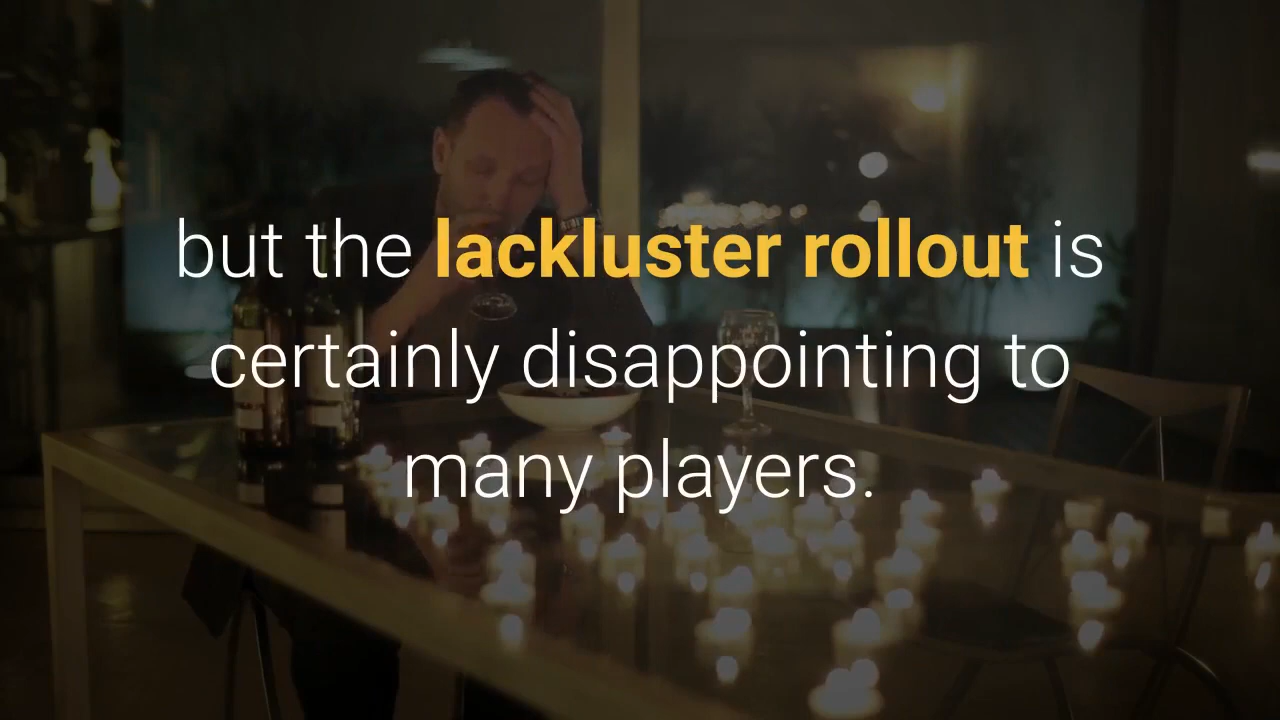 but the lackluster rollout is
certainly disappointing to
many players.